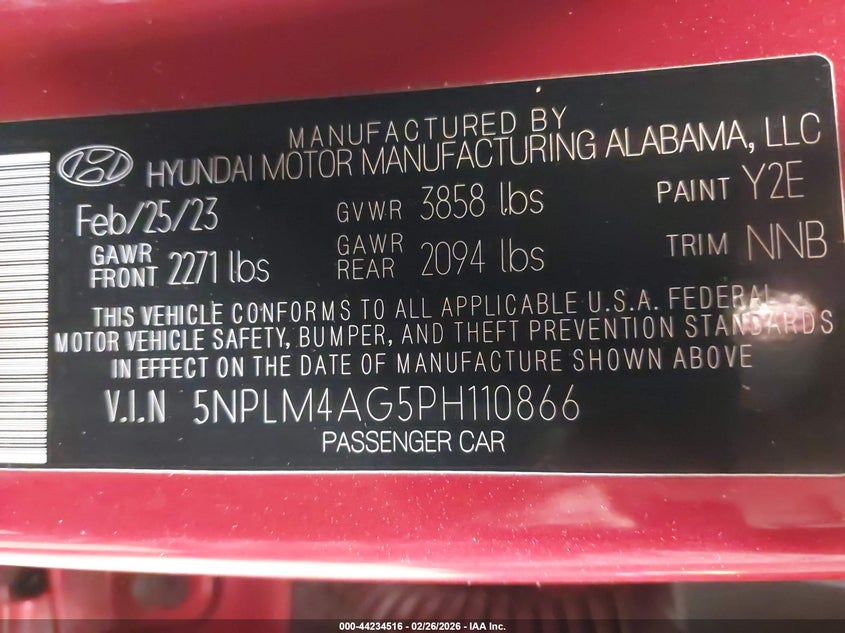 MANUFACTURED BY
HYUNDAI MOTOR MANUFACTURING ALABAMA, LLC
Feb/25/23 GVWR 3858 lbs PAINT Y2E
GAWR FRONT 2271 lbs GAWR REAR 2094 lbs TRIM NNB
THIS VEHICLE CONFORMS TO ALL APPLICABLE U.S.A. FEDERAL
MOTOR VEHICLE SAFETY, BUMPER, AND THEFT PREVENTION STANDARDS
IN EFFECT ON THE DATE OF MANUFACTURE SHOWN ABOVE
V.I.N 5NPLM4AG5PH110866
PASSENGER CAR
000-44234516 - 02/26/2026 - IAA Inc.